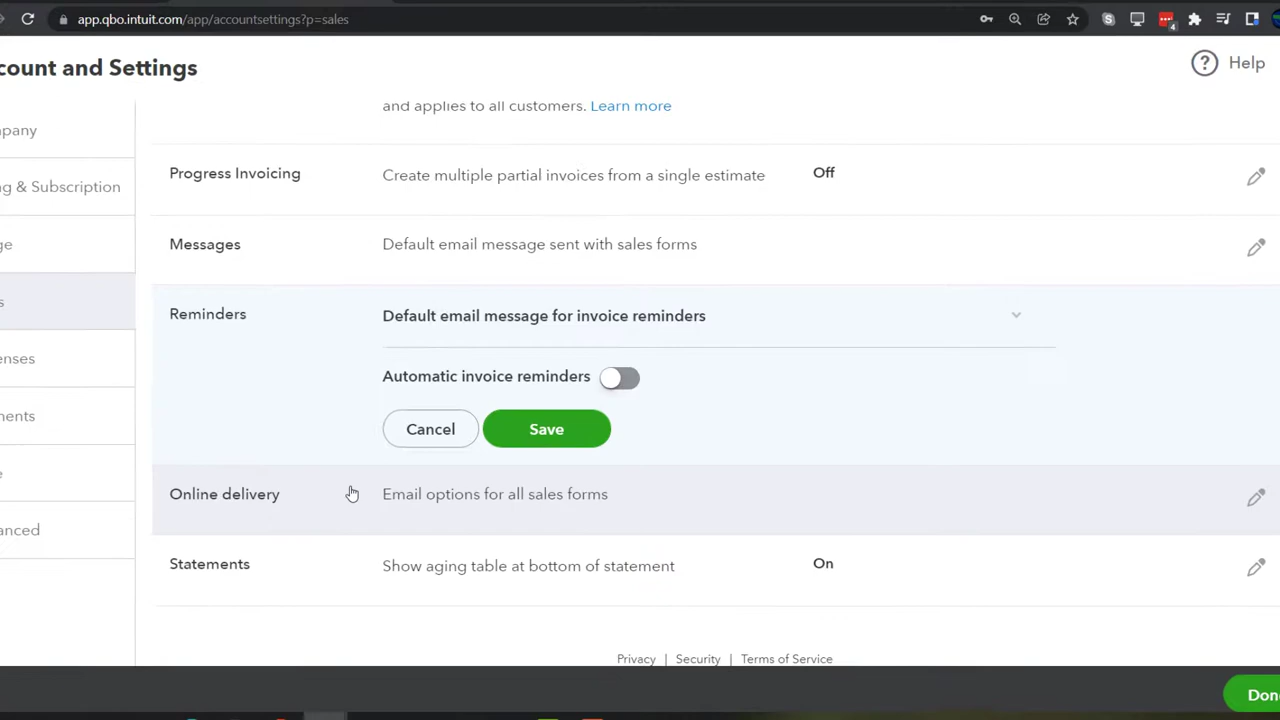 app.qbo.intuit.com/app/accountsettings?p=sales
4
count and Settings
Help
and applies to all customers. Learn more
mpany
Progress Invoicing
Create multiple partial invoices from a single estimate
Off
ng & Subscription
Messages
Default email message sent with sales forms
ge
s
Reminders
Default email message for invoice reminders
enses
Automatic invoice reminders
ments
Cancel
Save
e
Online delivery
Email options for all sales forms
anced
Statements
Show aging table at bottom of statement
On
Privacy | Security | Terms of Service
Don